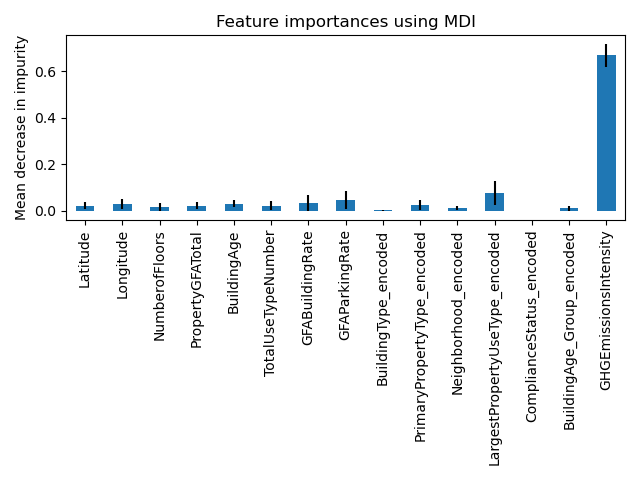 Feature importances using MDI
Mean decrease in impurity
0.6
0.4
0.2
0.0
Latitude
Longitude
NumberofFloors
PropertyGFATotal
BuildingAge
TotalUseTypeNumber
GFABuildingRate
GFAParkingRate
BuildingType_encoded
PrimaryPropertyType_encoded
Neighborhood_encoded
LargestPropertyUseType_encoded
ComplianceStatus_encoded
BuildingAge_Group_encoded
GHGEmissionsIntensity